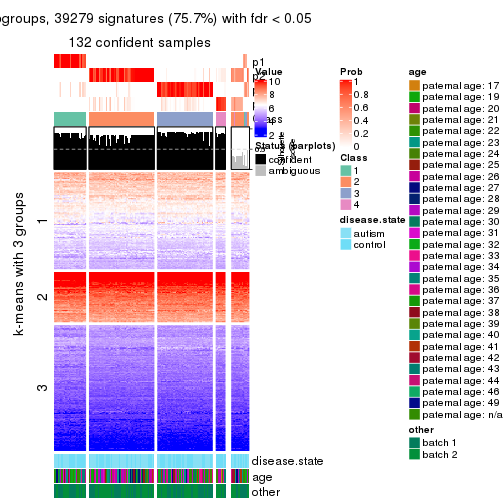 ogroups, 39279 signatures (75.7%) with fdr < 0.05
132 confident samples
p1
p2
Value
10
8
6
4
2
Status (barplots)
confident
ambiguous
Prob
1
0.8
0.6
0.4
0.2
0
Class
1
2
3
4
disease.state
autism
control
age
paternal age: 17
paternal age: 19
paternal age: 20
paternal age: 21
paternal age: 22
paternal age: 23
paternal age: 24
paternal age: 25
paternal age: 26
paternal age: 27
paternal age: 28
paternal age: 29
paternal age: 30
paternal age: 31
paternal age: 32
paternal age: 33
paternal age: 34
paternal age: 35
paternal age: 36
paternal age: 37
paternal age: 38
paternal age: 39
paternal age: 40
paternal age: 41
paternal age: 42
paternal age: 43
paternal age: 44
paternal age: 46
paternal age: 49
paternal age: n/a
other
batch 1
batch 2
k-means with 3 groups
1
2
3
disease.state
age
other